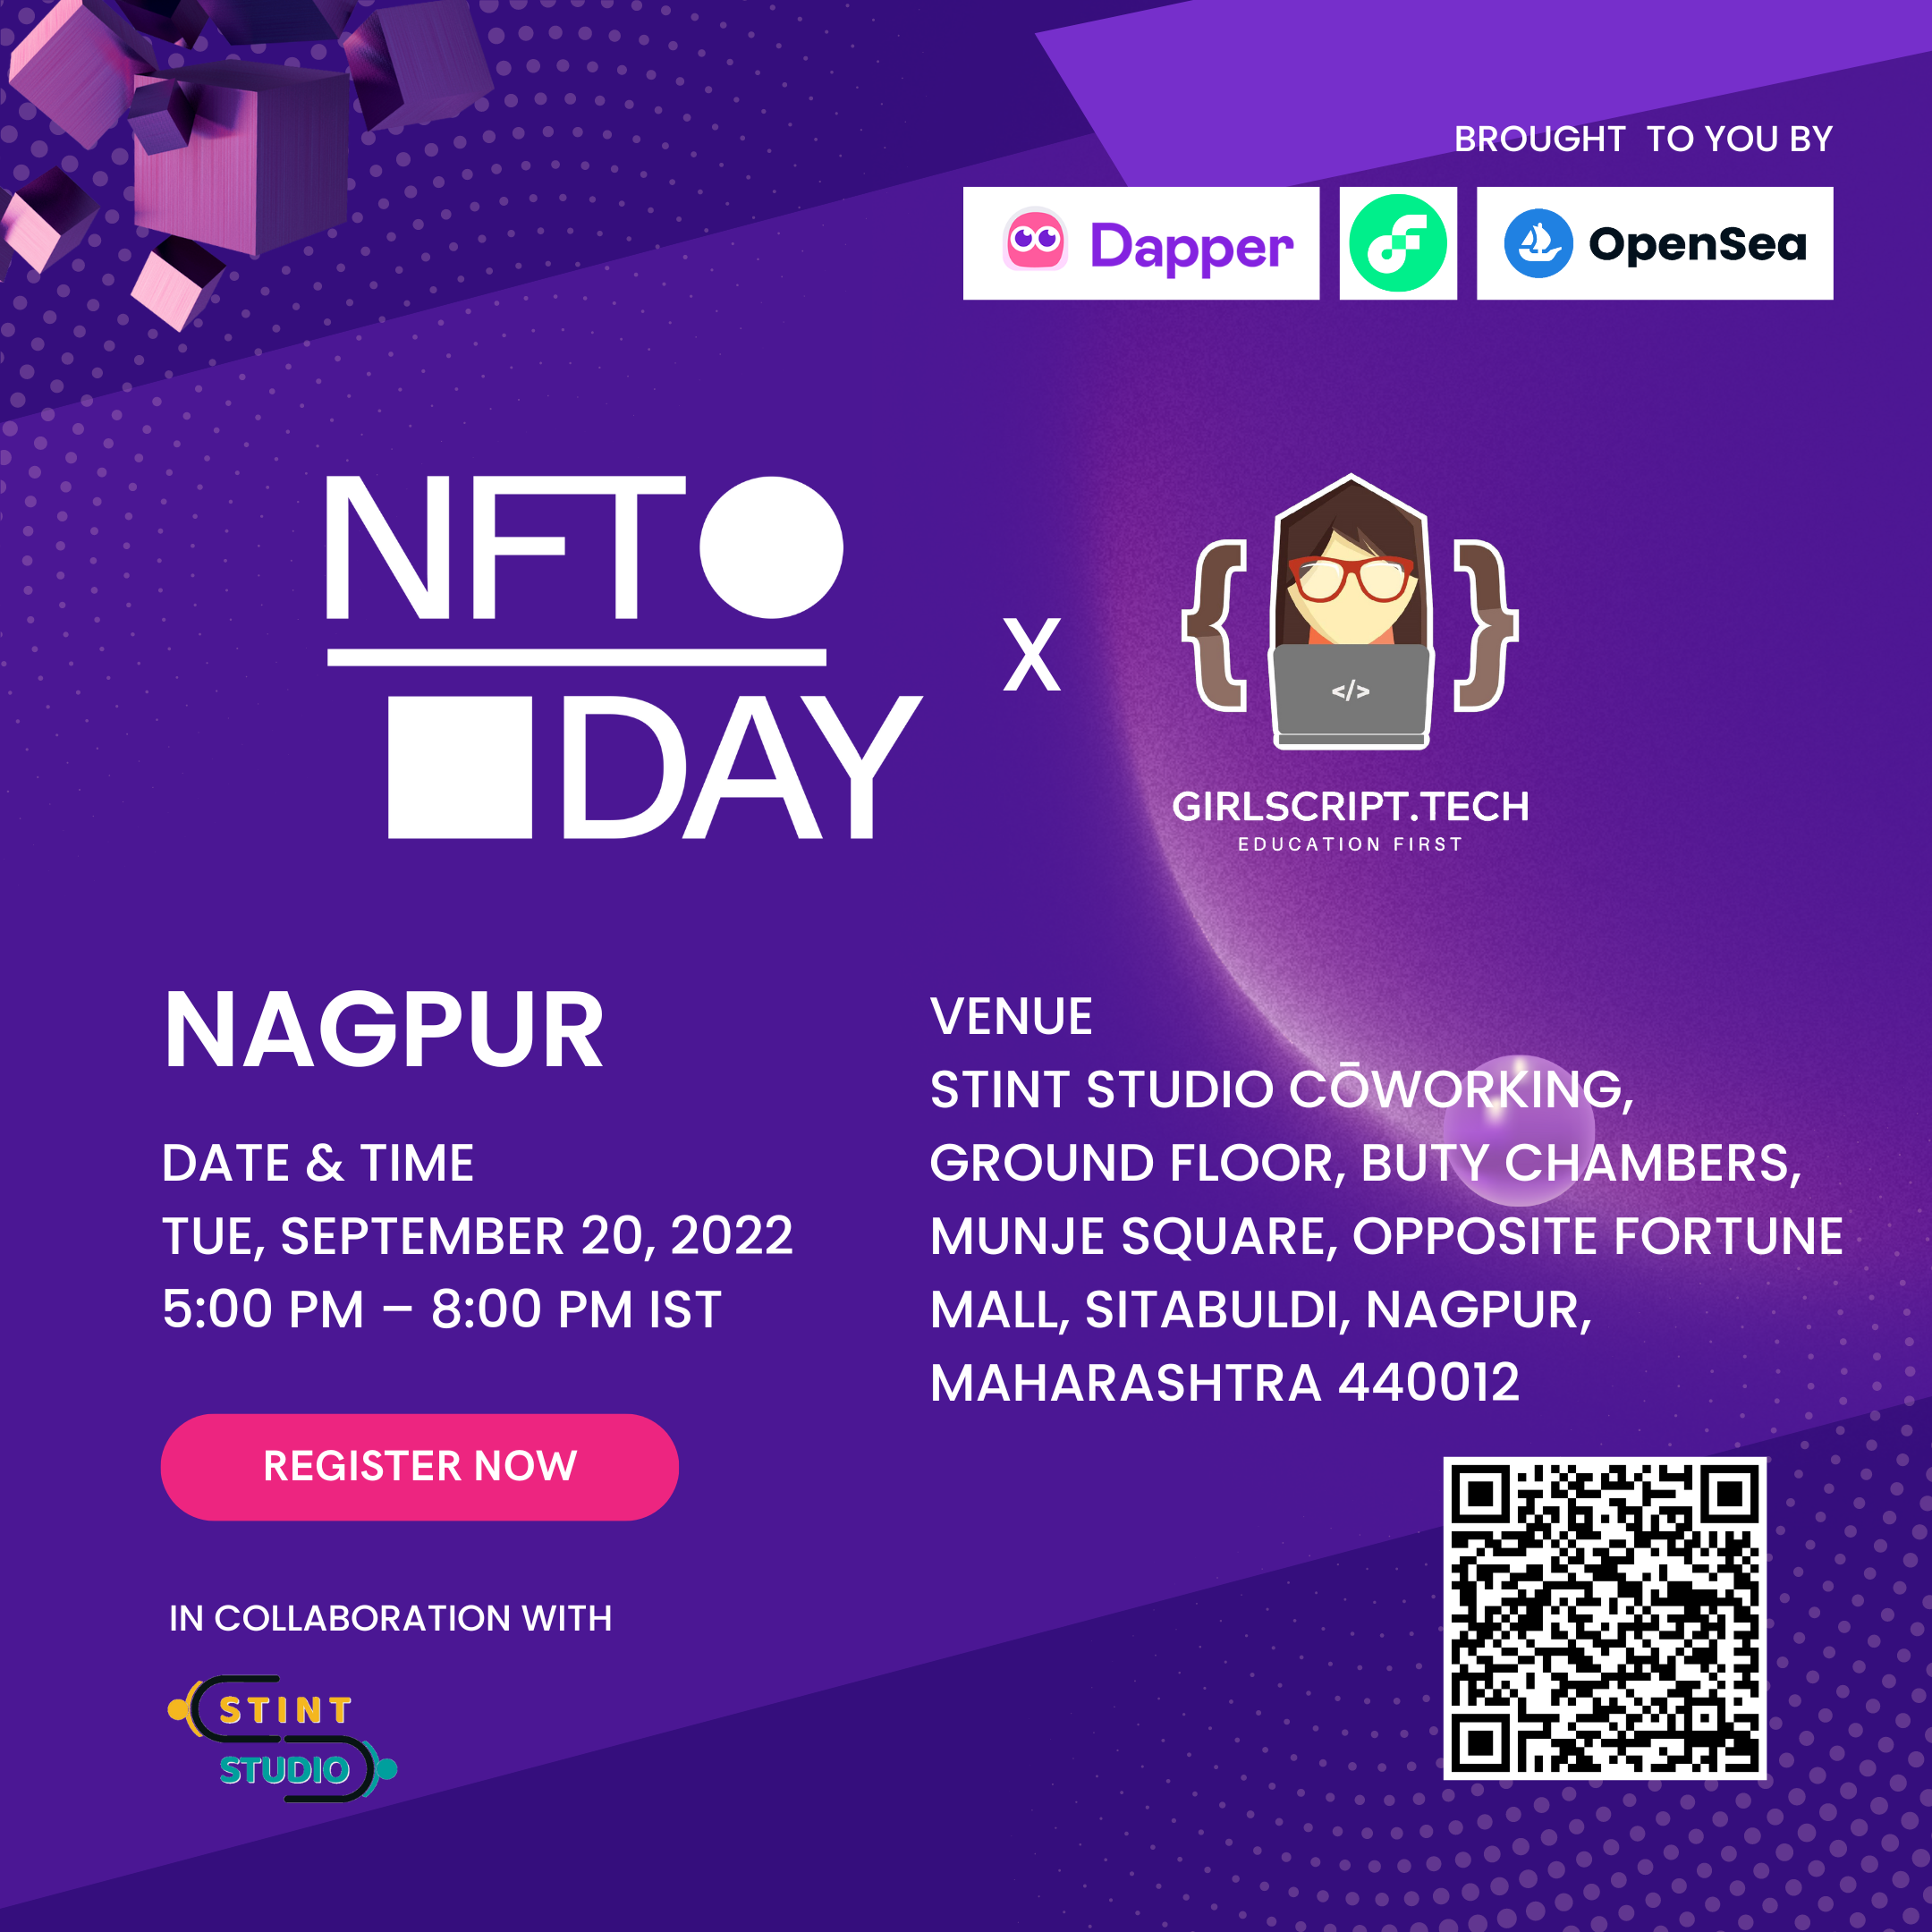 BROUGHT TO YOU BY
Dapper
OpenSea
NFT
DAY
X
</>
GIRLSCRIPT.TECH
EDUCATION FIRST
NAGPUR
DATE & TIME
TUE, SEPTEMBER 20, 2022
5:00 PM – 8:00 PM IST
REGISTER NOW
VENUE
STINT STUDIO CŌWORKING,
GROUND FLOOR, BUTY CHAMBERS,
MUNJE SQUARE, OPPOSITE FORTUNE
MALL, SITABULDI, NAGPUR,
MAHARASHTRA 440012
IN COLLABORATION WITH
STINT
STUDIO